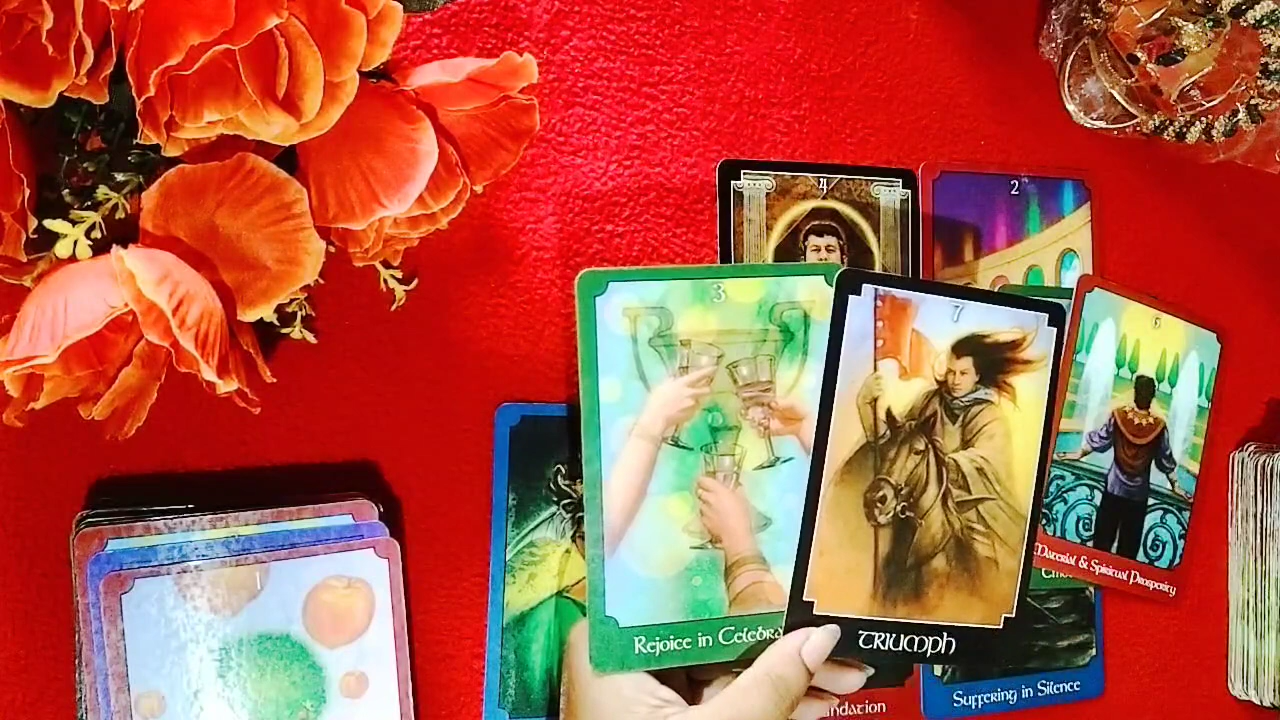 4
2
3
7
6
Rejoice in Celebra
TRIUMPH
Material & Spiritual Prosperity
Suffering in Silence
ndation